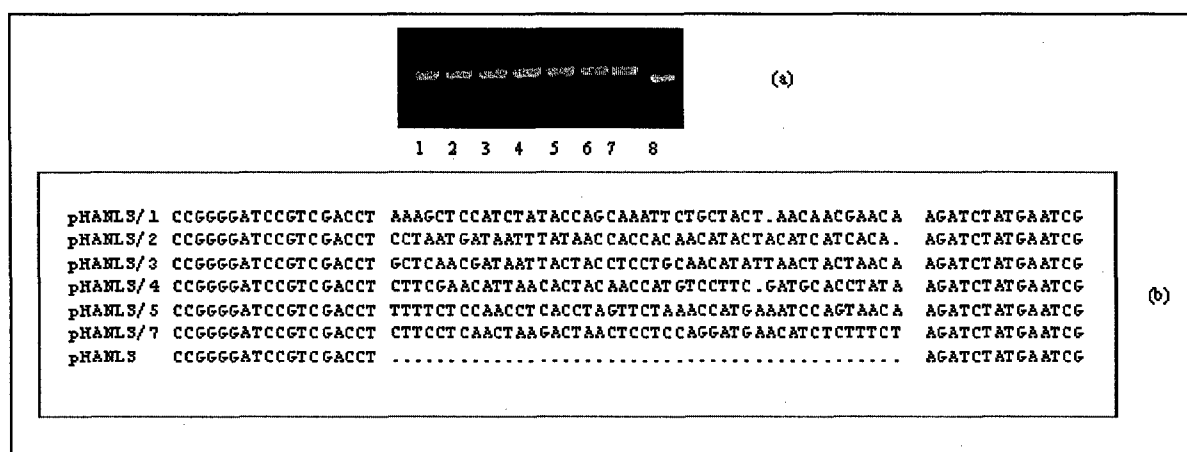 (a)
1 2 3 4 5 6 7 8
pHANLS/1 CCGGGGATCCGTCGACCT AAAGCTCCATCTATACCAGCAAATTCTGCTACT.AACAACGAACA AGATCTATGAATCG
pHANLS/2 CCGGGGATCCGTCGACCT CCTAATGATAATTTATAACCACCACAACATACTACATCATCACA. AGATCTATGAATCG
pHANLS/3 CCGGGGATCCGTCGACCT GCTCAACGATAATTACTACCTCCTGCAACATATTAACTACTAACA AGATCTATGAATCG
pHANLS/4 CCGGGGATCCGTCGACCT CTTCGAACATTAACACTACAACCATGTCCTTC.GATGCACCTATA AGATCTATGAATCG
pHANLS/5 CCGGGGATCCGTCGACCT TTTTCTCCAACCTCACCTAGTTCTAAACCATGAAATCCAGTAACA AGATCTATGAATCG
pHANLS/7 CCGGGGATCCGTCGACCT CTTCCTCAACTAAGACTAACTCCTCCAGGATGAACATCTCTTTCT AGATCTATGAATCG
pHANLS CCGGGGATCCGTCGACCT ............................................. AGATCTATGAATCG
(b)